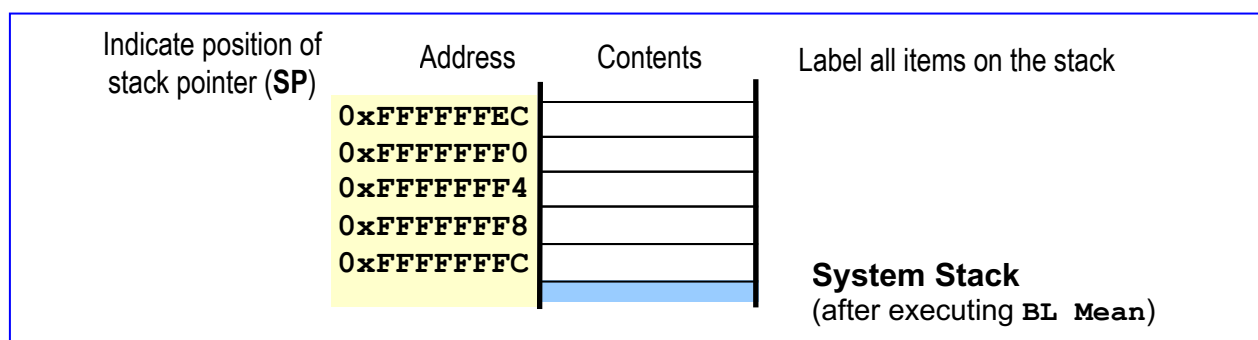 Indicate position of
stack pointer (SP)
Address
Contents
Label all items on the stack
0xFFFFFFEC
0xFFFFFFF0
0xFFFFFFF4
0xFFFFFFF8
0xFFFFFFFC
System Stack
(after executing BL Mean)